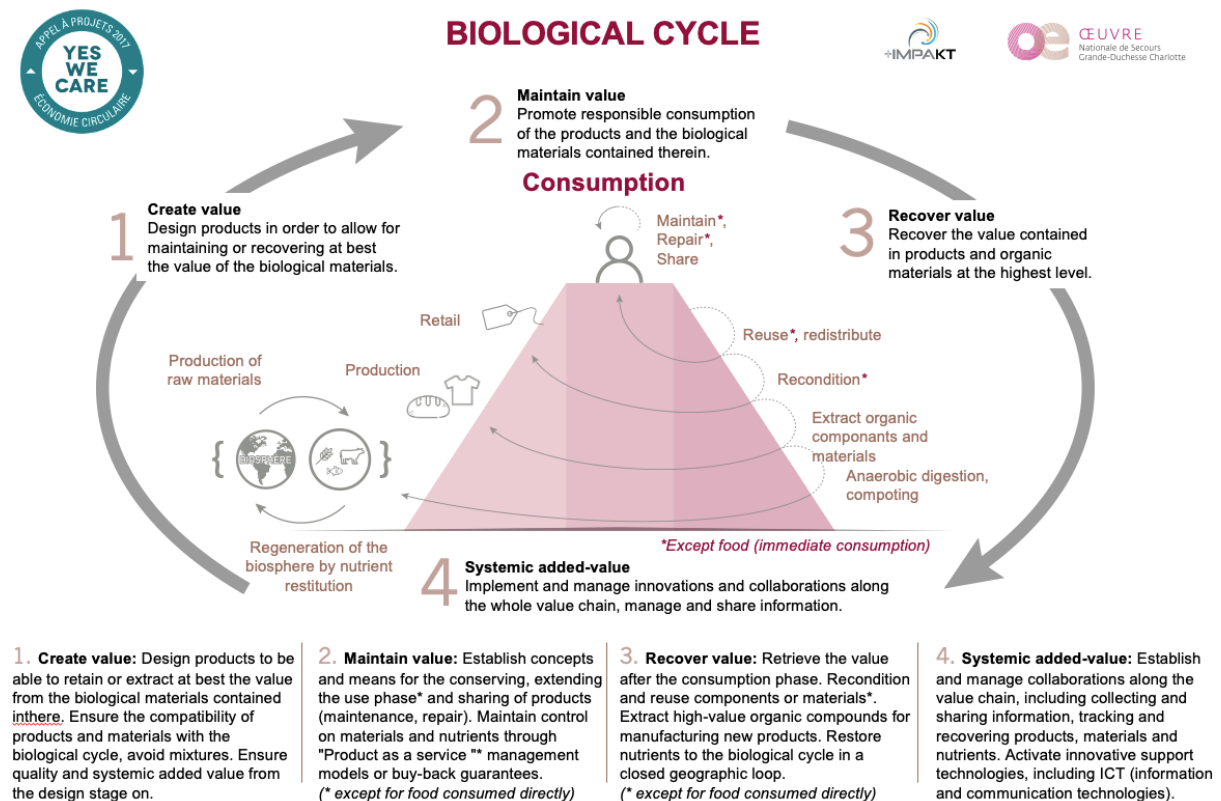 APPEL À PROJETS 2017
YES
WE
CARE
ÉCONOMIE CIRCULAIRE
BIOLOGICAL CYCLE
+IMPAKT
ŒUVRE
Nationale de Secours
Grande-Duchesse Charlotte
2
Maintain value
Promote responsible consumption
of the products and the biological
materials contained therein.
Consumption
1
Create value
Design products in order to allow for
maintaining or recovering at best
the value of the biological materials.
Maintain*,
Repair*,
Share
3
Recover value
Recover the value contained
in products and organic
materials at the highest level.
Retail
Reuse*, redistribute
Production of
raw materials
Production
Recondition*
Extract organic
componants and
materials
BIOSPHERE
Anaerobic digestion,
compoting
Regeneration of the
biosphere by nutrient
restitution
*Except food (immediate consumption)
4
Systemic added-value
Implement and manage innovations and collaborations along
the whole value chain, manage and share information.
1. Create value: Design products to be
able to retain or extract at best the value
from the biological materials contained
inthere. Ensure the compatibility of
products and materials with the
biological cycle, avoid mixtures. Ensure
quality and systemic added value from
the design stage on.
2. Maintain value: Establish concepts
and means for the conserving, extending
the use phase* and sharing of products
(maintenance, repair). Maintain control
on materials and nutrients through
"Product as a service "* management
models or buy-back guarantees.
(* except for food consumed directly)
3. Recover value: Retrieve the value
after the consumption phase. Recondition
and reuse components or materials*.
Extract high-value organic compounds for
manufacturing new products. Restore
nutrients to the biological cycle in a
closed geographic loop.
(* except for food consumed directly)
4. Systemic added-value: Establish
and manage collaborations along the
value chain, including collecting and
sharing information, tracking and
recovering products, materials and
nutrients. Activate innovative support
technologies, including ICT (information
and communication technologies).